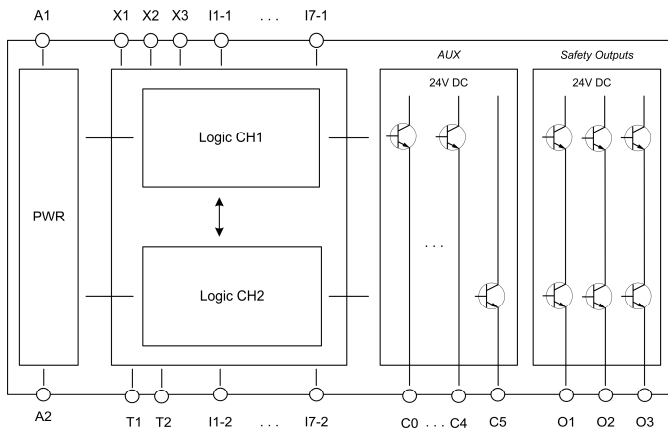 A1 X1 X2 X3 I1-1 . . . I7-1
AUX Safety Outputs
24V DC 24V DC
Logic CH1
PWR
. . .
Logic CH2
A2 T1 T2 I1-2 . . . I7-2 C0 . . . C4 C5 O1 O2 O3